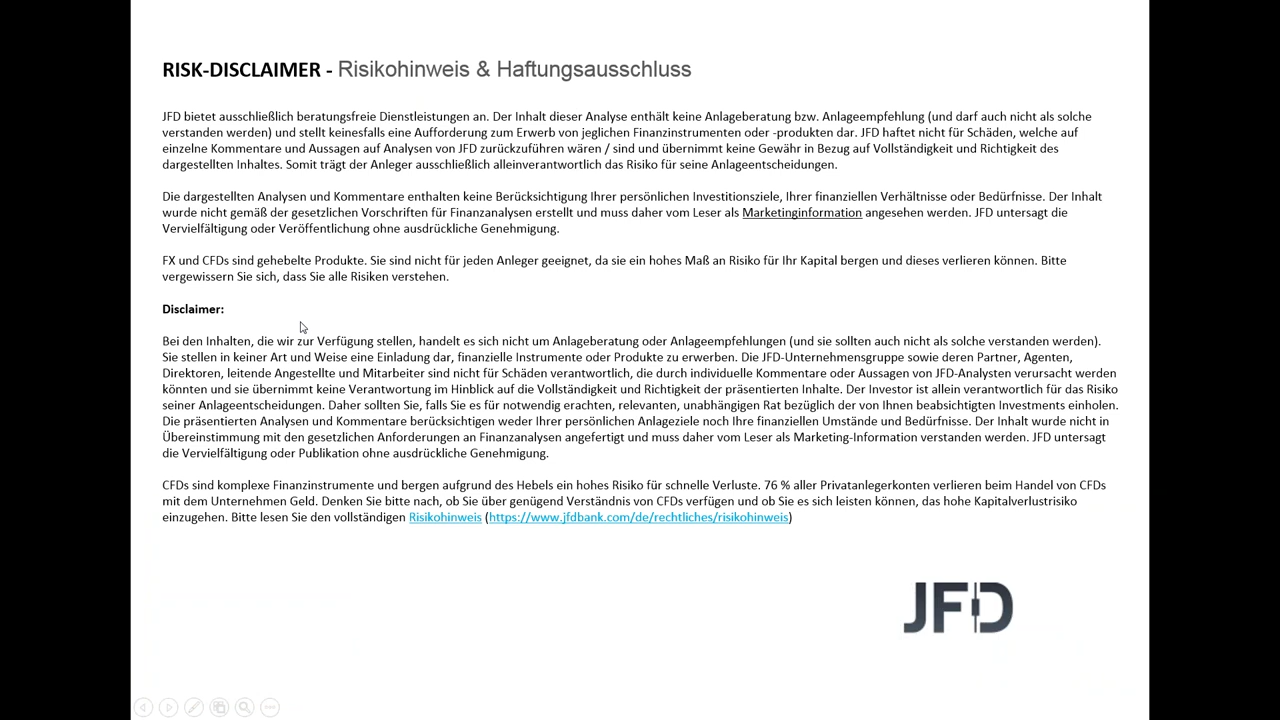 RISK-DISCLAIMER - Risikohinweis & Haftungsausschluss
JFD bietet ausschließlich beratungsfreie Dienstleistungen an. Der Inhalt dieser Analyse enthält keine Anlageberatung bzw. Anlageempfehlung (und darf auch nicht als solche
verstanden werden) und stellt keinesfalls eine Aufforderung zum Erwerb von jeglichen Finanzinstrumenten oder -produkten dar. JFD haftet nicht für Schäden, welche auf
einzelne Kommentare und Aussagen auf Analysen von JFD zurückzuführen wären / sind und übernimmt keine Gewähr in Bezug auf Vollständigkeit und Richtigkeit des
dargestellten Inhaltes. Somit trägt der Anleger ausschließlich alleinverantwortlich das Risiko für seine Anlageentscheidungen.
Die dargestellten Analysen und Kommentare enthalten keine Berücksichtigung Ihrer persönlichen Investitionsziele, Ihrer finanziellen Verhältnisse oder Bedürfnisse. Der Inhalt
wurde nicht gemäß der gesetzlichen Vorschriften für Finanzanalysen erstellt und muss daher vom Leser als Marketinginformation angesehen werden. JFD untersagt die
Vervielfältigung oder Veröffentlichung ohne ausdrückliche Genehmigung.
FX und CFDs sind gehebelte Produkte. Sie sind nicht für jeden Anleger geeignet, da sie ein hohes Maß an Risiko für Ihr Kapital bergen und dieses verlieren können. Bitte
vergewissern Sie sich, dass Sie alle Risiken verstehen.
Disclaimer:
Bei den Inhalten, die wir zur Verfügung stellen, handelt es sich nicht um Anlageberatung oder Anlageempfehlungen (und sie sollten auch nicht als solche verstanden werden).
Sie stellen in keiner Art und Weise eine Einladung dar, finanzielle Instrumente oder Produkte zu erwerben. Die JFD-Unternehmensgruppe sowie deren Partner, Agenten,
Direktoren, leitende Angestellte und Mitarbeiter sind nicht für Schäden verantwortlich, die durch individuelle Kommentare oder Aussagen von JFD-Analysten verursacht werden
könnten und sie übernimmt keine Verantwortung im Hinblick auf die Vollständigkeit und Richtigkeit der präsentierten Inhalte. Der Investor ist allein verantwortlich für das Risiko
seiner Anlageentscheidungen. Daher sollten Sie, falls Sie es für notwendig erachten, relevanten, unabhängigen Rat bezüglich der von Ihnen beabsichtigten Investments einholen.
Die präsentierten Analysen und Kommentare berücksichtigen weder Ihrer persönlichen Anlageziele noch Ihre finanziellen Umstände und Bedürfnisse. Der Inhalt wurde nicht in
Übereinstimmung mit den gesetzlichen Anforderungen an Finanzanalysen angefertigt und muss daher vom Leser als Marketing-Information verstanden werden. JFD untersagt
die Vervielfältigung oder Publikation ohne ausdrückliche Genehmigung.
CFDs sind komplexe Finanzinstrumente und bergen aufgrund des Hebels ein hohes Risiko für schnelle Verluste. 76 % aller Privatanlegerkonten verlieren beim Handel von CFDs
mit dem Unternehmen Geld. Denken Sie bitte nach, ob Sie über genügend Verständnis von CFDs verfügen und ob Sie es sich leisten können, das hohe Kapitalverlustrisiko
einzugehen. Bitte lesen Sie den vollständigen Risikohinweis (https://www.jfdbank.com/de/rechtliches/risikohinweis)
JFD